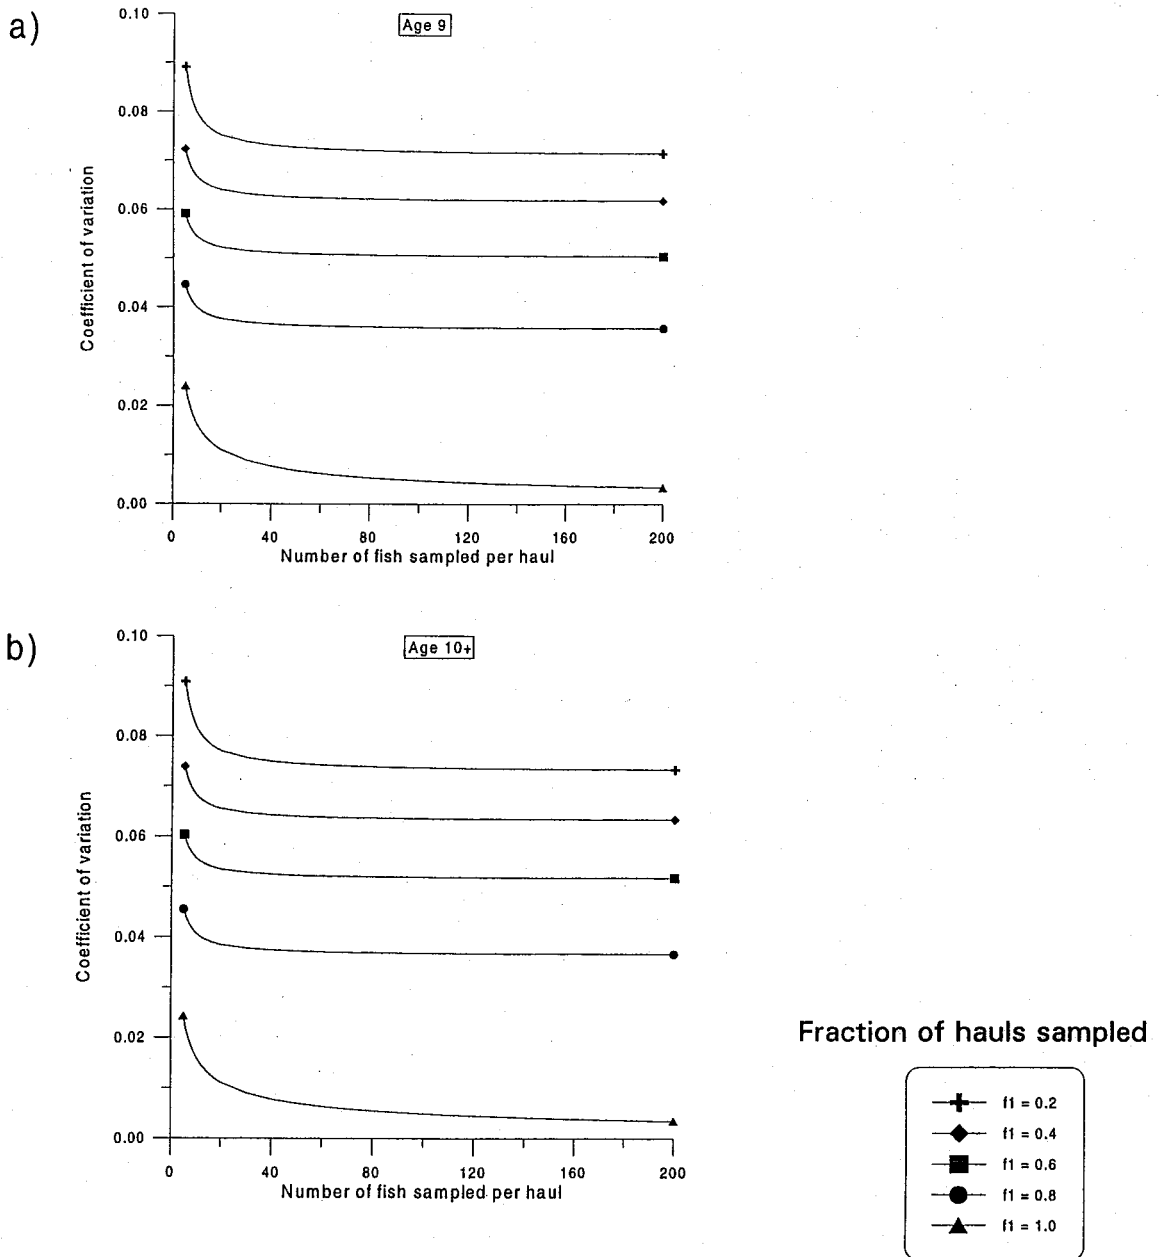 a)
Age 9
0.10
0.08
0.06
0.04
0.02
0.00
Coefficient of variation
0 40 80 120 160 200
Number of fish sampled per haul
b)
Age 10+
0.10
0.08
0.06
0.04
0.02
0.00
Coefficient of variation
0 40 80 120 160 200
Number of fish sampled per haul
Fraction of hauls sampled
f1 = 0.2
f1 = 0.4
f1 = 0.6
f1 = 0.8
f1 = 1.0